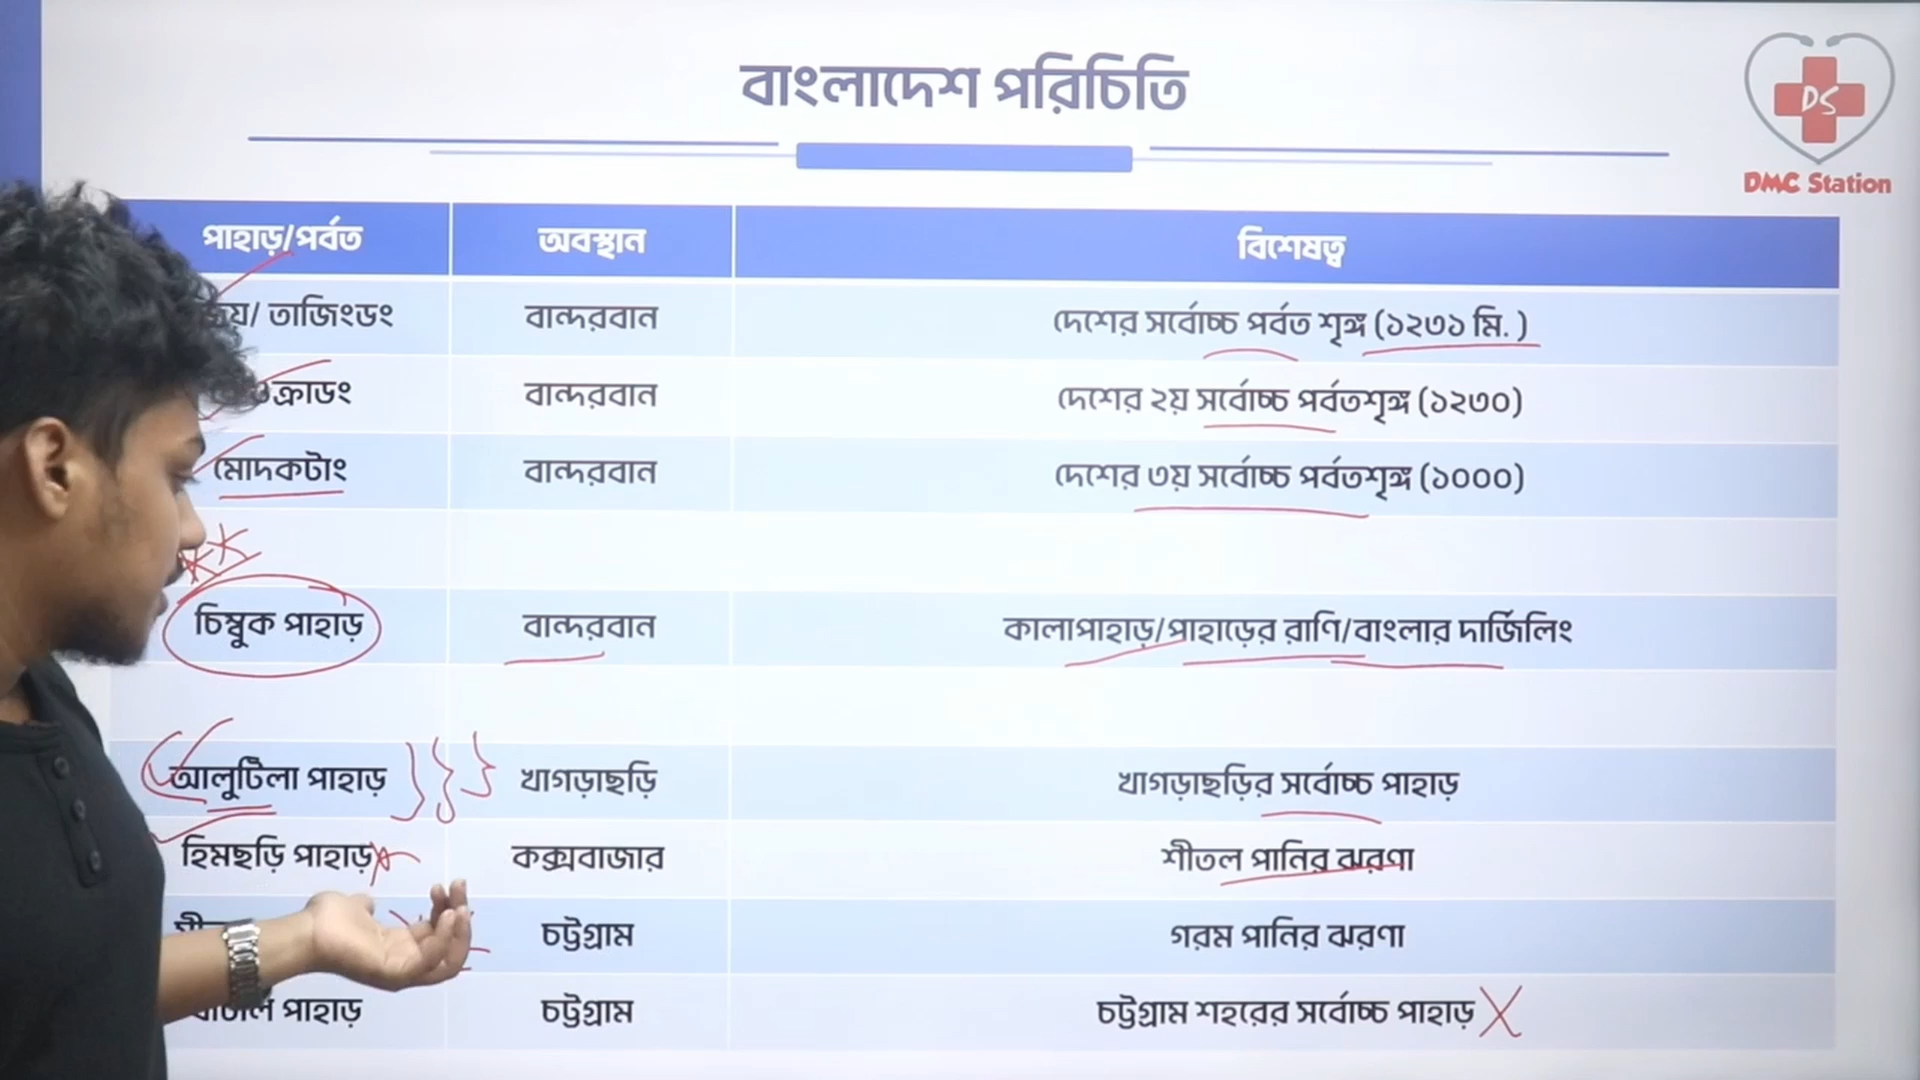 বাংলাদেশ পরিচিতি
DS
DMC Station
পাহাড়/পর্বত অবস্থান বিশেষত্ব
তাজিংডং বান্দরবান দেশের সর্বোচ্চ পর্বত শৃঙ্গ (১২৩১ মি. )
বান্দরবান দেশের ২য় সর্বোচ্চ পর্বতশৃঙ্গ (১২৩০)
মোদকটাং বান্দরবান দেশের ৩য় সর্বোচ্চ পর্বতশৃঙ্গ (১০০০)
চিম্বুক পাহাড় বান্দরবান কালাপাহাড়/পাহাড়ের রাণি/বাংলার দার্জিলিং
আলুটিলা পাহাড় খাগড়াছড়ি খাগড়াছড়ির সর্বোচ্চ পাহাড়
হিমছড়ি পাহাড় কক্সবাজার শীতল পানির ঝরণা
চট্টগ্রাম গরম পানির ঝরণা
পাহাড় চট্টগ্রাম চট্টগ্রাম শহরের সর্বোচ্চ পাহাড়